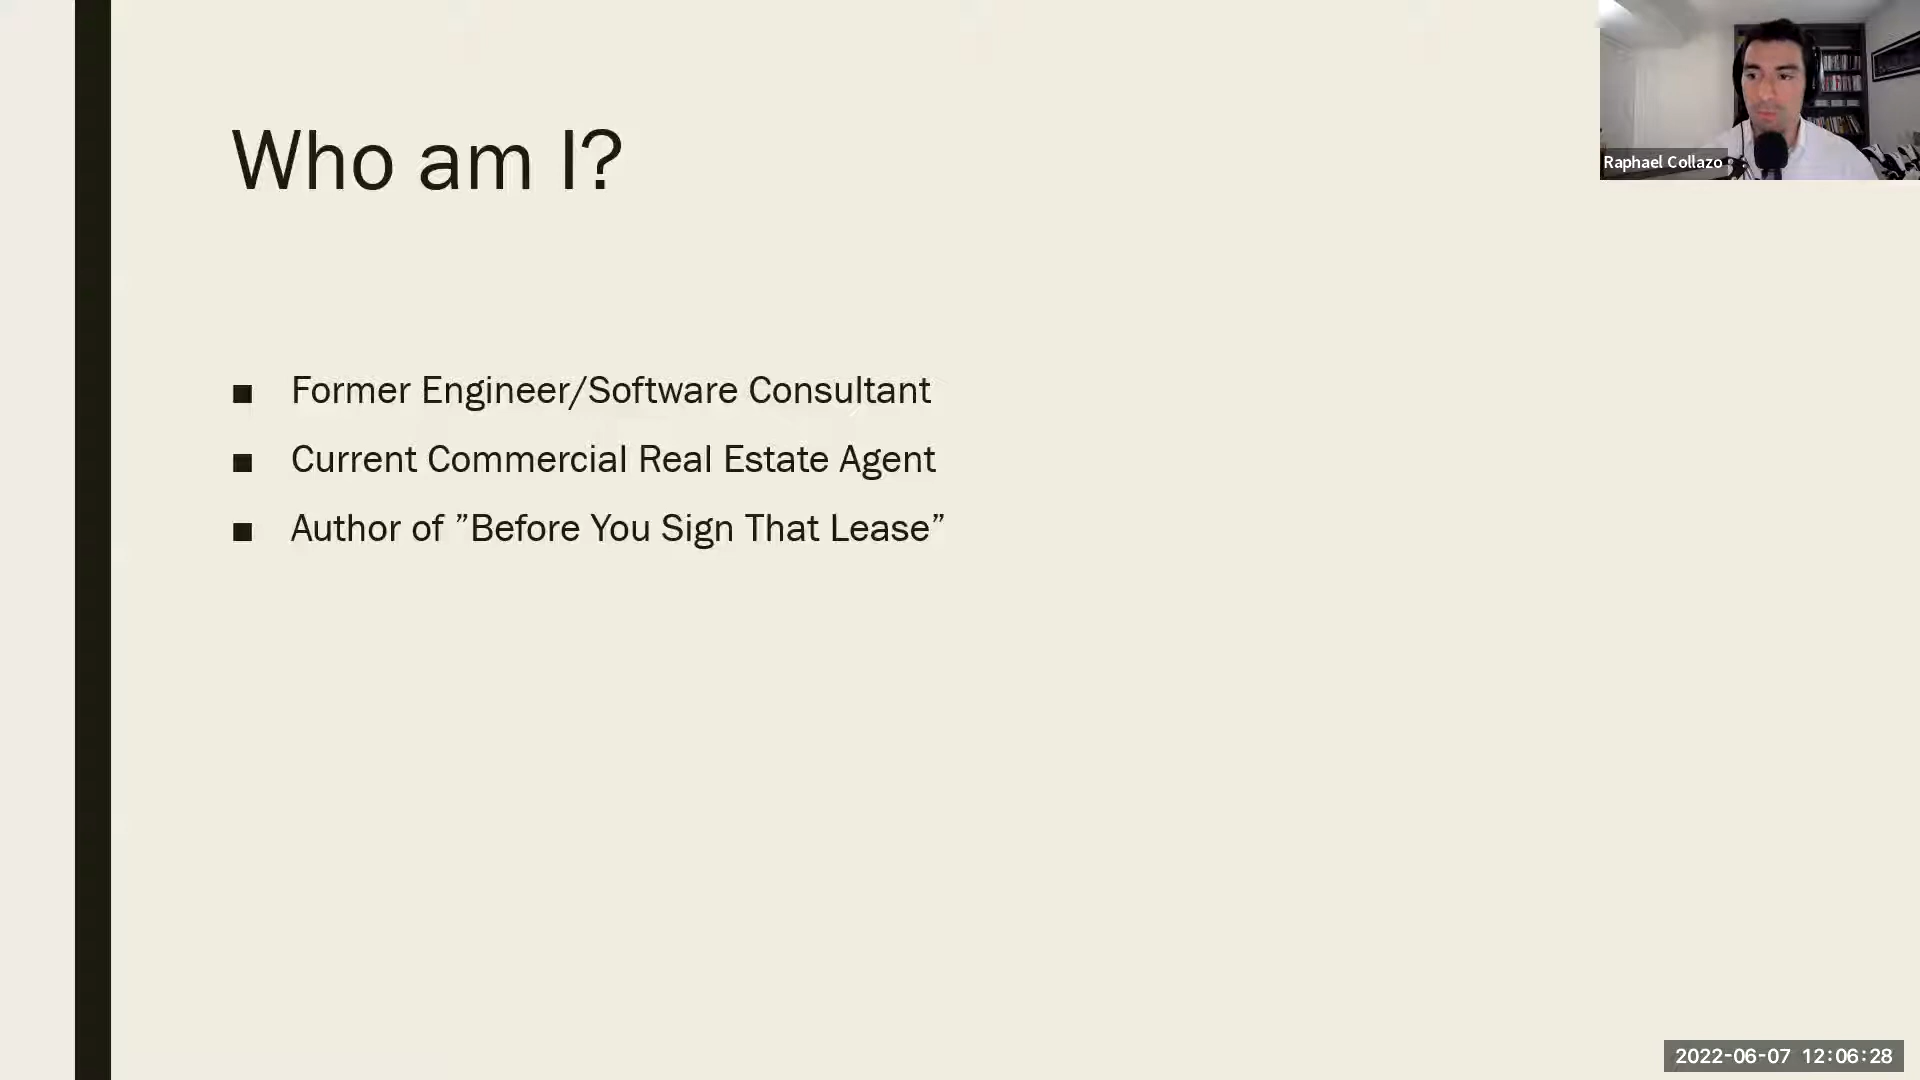 Who am I?
Raphael Collazo
■ Former Engineer/Software Consultant
■ Current Commercial Real Estate Agent
■ Author of ”Before You Sign That Lease”
2022-06-07 12:06:28